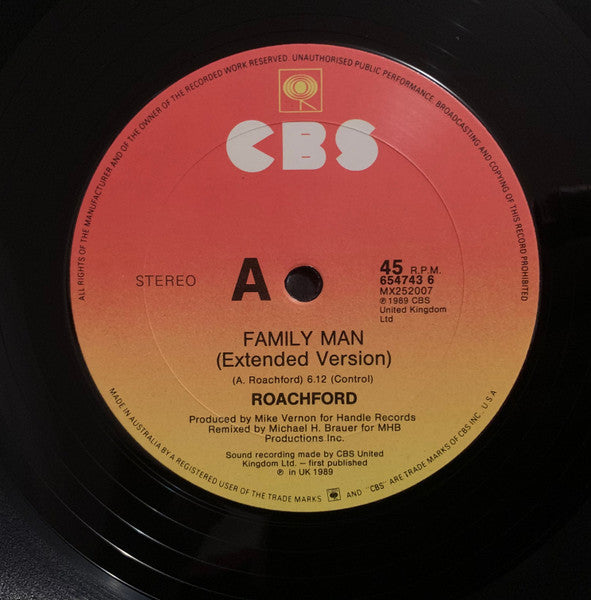 ALL RIGHTS OF THE MANUFACTURER AND OF THE OWNER OF THE RECORDED WORK RESERVED. UNAUTHORISED PUBLIC PERFORMANCE, BROADCASTING AND COPYING OF THIS RECORD PROHIBITED
CBS
STEREO
A
45 R.P.M.
654743 6
MX252007
℗ 1989 CBS
United Kingdom
Ltd
FAMILY MAN
(Extended Version)
(A. Roachford) 6.12 (Control)
ROACHFORD
Produced by Mike Vernon for Handle Records
Remixed by Michael H. Brauer for MHB
Productions Inc.
Sound recording made by CBS United
Kingdom Ltd. – first published
℗ in UK 1989
MADE IN AUSTRALIA BY A REGISTERED USER OF THE TRADE MARKS AND "CBS" ARE TRADE MARKS OF CBS INC., U.S.A